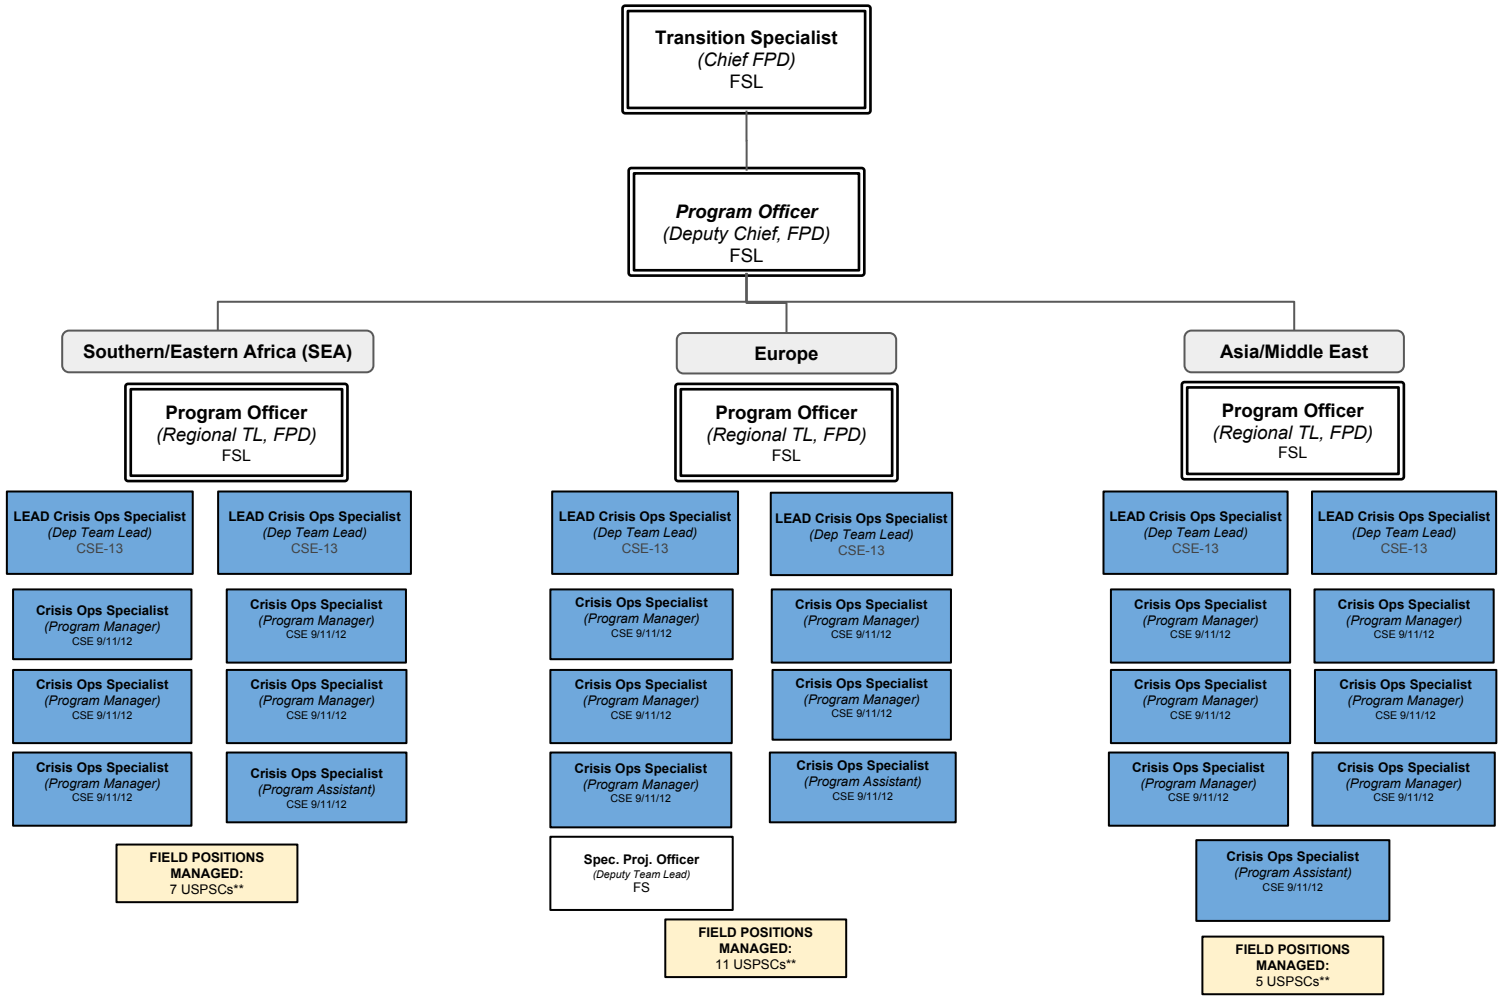 Transition Specialist
(Chief FPD)
FSL
Program Officer
(Deputy Chief, FPD)
FSL
Southern/Eastern Africa (SEA)
Program Officer
(Regional TL, FPD)
FSL
LEAD Crisis Ops Specialist
(Dep Team Lead)
CSE-13
LEAD Crisis Ops Specialist
(Dep Team Lead)
CSE-13
Crisis Ops Specialist
(Program Manager)
CSE 9/11/12
Crisis Ops Specialist
(Program Manager)
CSE 9/11/12
Crisis Ops Specialist
(Program Manager)
CSE 9/11/12
Crisis Ops Specialist
(Program Manager)
CSE 9/11/12
Crisis Ops Specialist
(Program Manager)
CSE 9/11/12
Crisis Ops Specialist
(Program Assistant)
CSE 9/11/12
FIELD POSITIONS
MANAGED:
7 USPSCs**
Europe
Program Officer
(Regional TL, FPD)
FSL
LEAD Crisis Ops Specialist
(Dep Team Lead)
CSE-13
LEAD Crisis Ops Specialist
(Dep Team Lead)
CSE-13
Crisis Ops Specialist
(Program Manager)
CSE 9/11/12
Crisis Ops Specialist
(Program Manager)
CSE 9/11/12
Crisis Ops Specialist
(Program Manager)
CSE 9/11/12
Crisis Ops Specialist
(Program Manager)
CSE 9/11/12
Crisis Ops Specialist
(Program Manager)
CSE 9/11/12
Crisis Ops Specialist
(Program Assistant)
CSE 9/11/12
Spec. Proj. Officer
(Deputy Team Lead)
FS
FIELD POSITIONS
MANAGED:
11 USPSCs**
Asia/Middle East
Program Officer
(Regional TL, FPD)
FSL
LEAD Crisis Ops Specialist
(Dep Team Lead)
CSE-13
LEAD Crisis Ops Specialist
(Dep Team Lead)
CSE-13
Crisis Ops Specialist
(Program Manager)
CSE 9/11/12
Crisis Ops Specialist
(Program Manager)
CSE 9/11/12
Crisis Ops Specialist
(Program Manager)
CSE 9/11/12
Crisis Ops Specialist
(Program Manager)
CSE 9/11/12
Crisis Ops Specialist
(Program Manager)
CSE 9/11/12
Crisis Ops Specialist
(Program Manager)
CSE 9/11/12
Crisis Ops Specialist
(Program Assistant)
CSE 9/11/12
FIELD POSITIONS
MANAGED:
5 USPSCs**